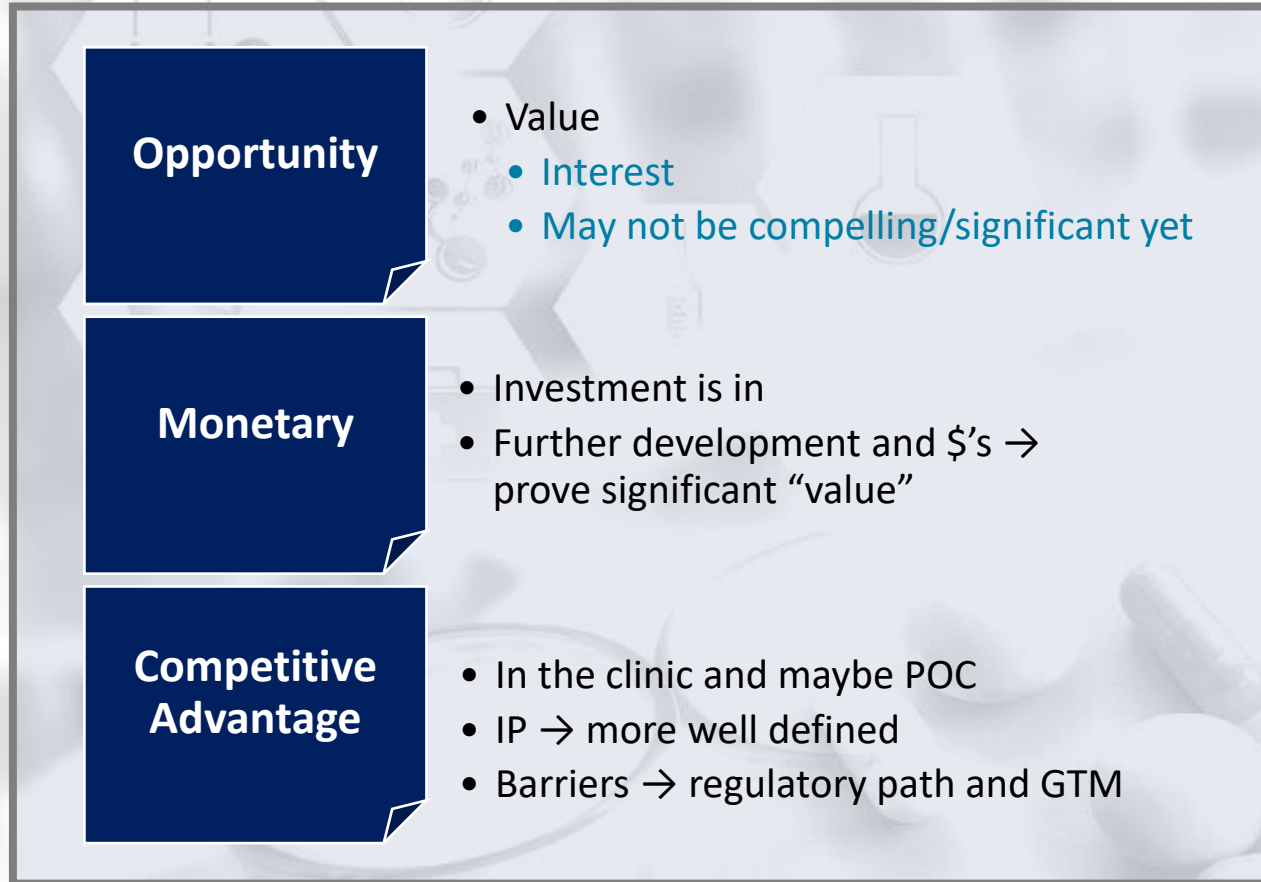 Opportunity
• Value
• Interest
• May not be compelling/significant yet
Monetary
• Investment is in
• Further development and $'s →
prove significant “value”
Competitive
Advantage
• In the clinic and maybe POC
• IP → more well defined
• Barriers → regulatory path and GTM